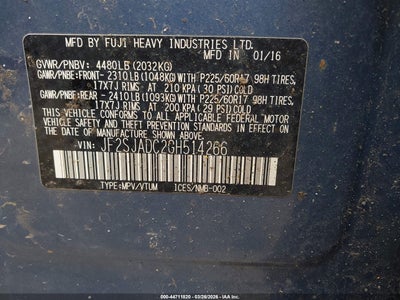 MFD. BY FUJI HEAVY INDUSTRIES LTD.
GVWR/PNBV: 4480LB(2032KG) MFD IN 01/16
GAWR/PNBE:FRONT-2310LB(1048KG)WITH P225/60R17 98H TIRES,
17X7J RIMS AT 210 KPA(30 PSI)COLD
GAWR/PNBE:REAR -2410LB(1093KG)WITH P225/60R17 98H TIRES,
17X7J RIMS AT 200 KPA(29 PSI)COLD
THIS VEHICLE CONFORMS TO ALL APPLICABLE FEDERAL MOTOR
VEHICLE SAFETY AND THEFT PREVENTION STANDARDS IN EFFECT
ON THE DATE OF MANUFACTURE SHOWN ABOVE.
VIN: JF2SJADC2GH514266
TYPE:MPV/VTUM ICES/NMB-002
000-44711520 - 03/26/2026 - IAA